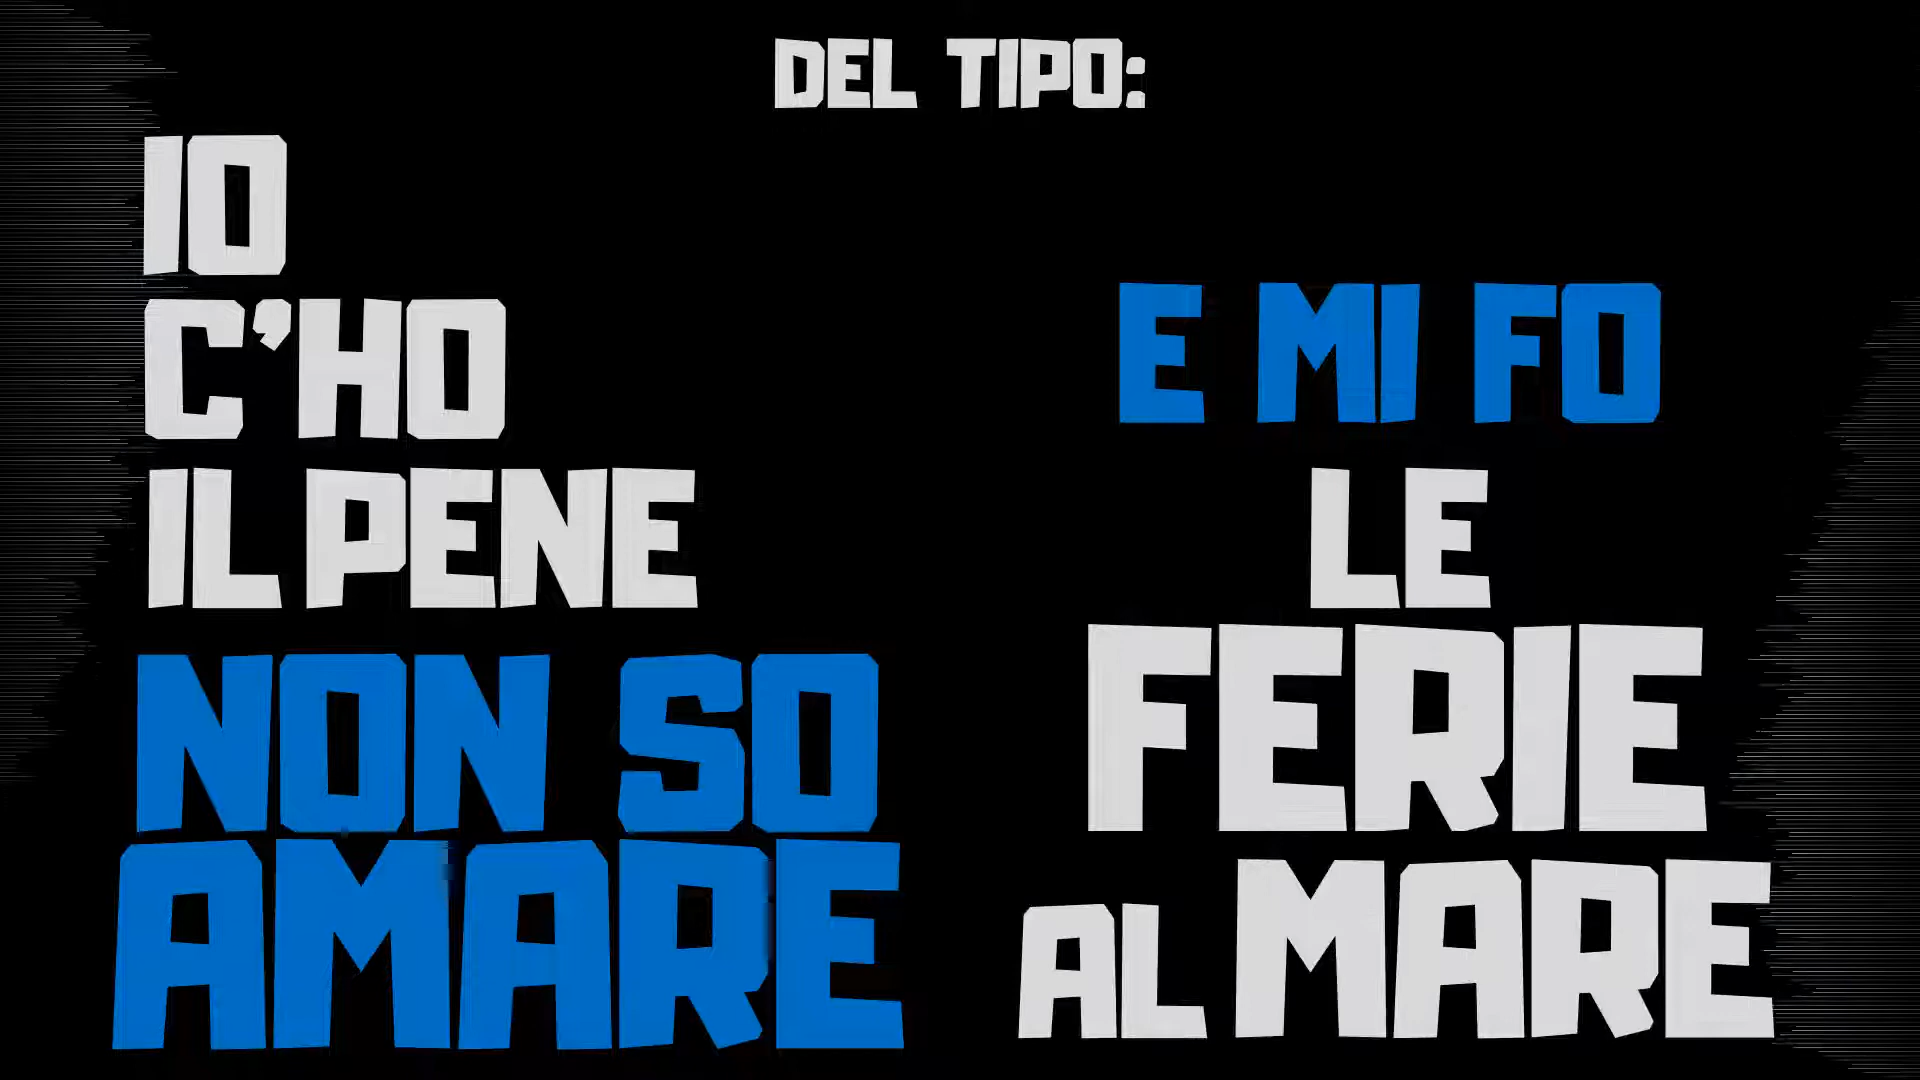 DEL TIPO:
IO
C'HO
IL PENE
NON SO
AMARE
E MI FO
LE
FERIE
AL MARE